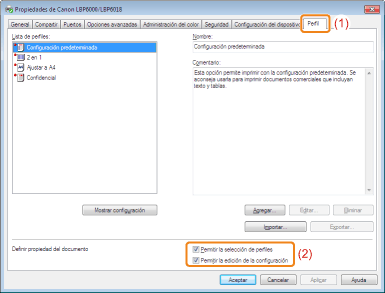 Propiedades de Canon LBP6000/LBP6018
General Compartir Puertos Opciones avanzadas Administración del color Seguridad Configuración del dispositivo Perfil (1)
Lista de perfiles:
Configuración predeterminada
2 en 1
Ajustar a A4
Confidencial
Nombre:
Configuración predeterminada
Comentario:
Esta opción permite imprimir con la configuración predeterminada. Se
aconseja usarla para imprimir documentos comerciales que incluyan
texto y tablas.
Mostrar configuración
Agregar... Editar... Eliminar
Importar... Exportar...
Definir propiedad del documento
Permitir la selección de perfiles
Permitir la edición de la configuración
(2)
Aceptar Cancelar Aplicar Ayuda